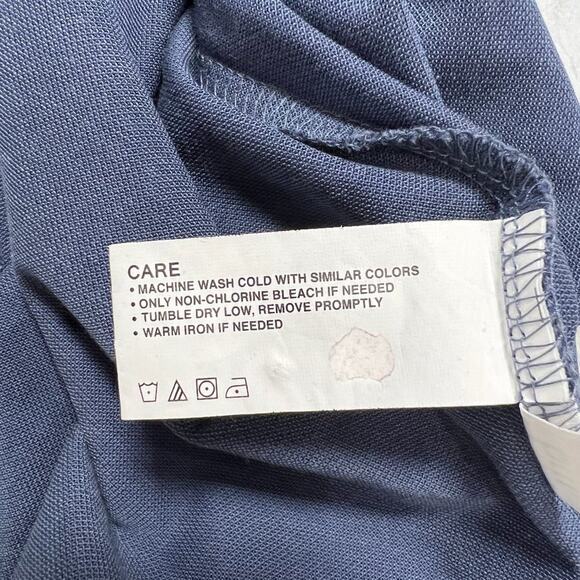 CARE
• MACHINE WASH COLD WITH SIMILAR COLORS
• ONLY NON-CHLORINE BLEACH IF NEEDED
• TUMBLE DRY LOW, REMOVE PROMPTLY
• WARM IRON IF NEEDED